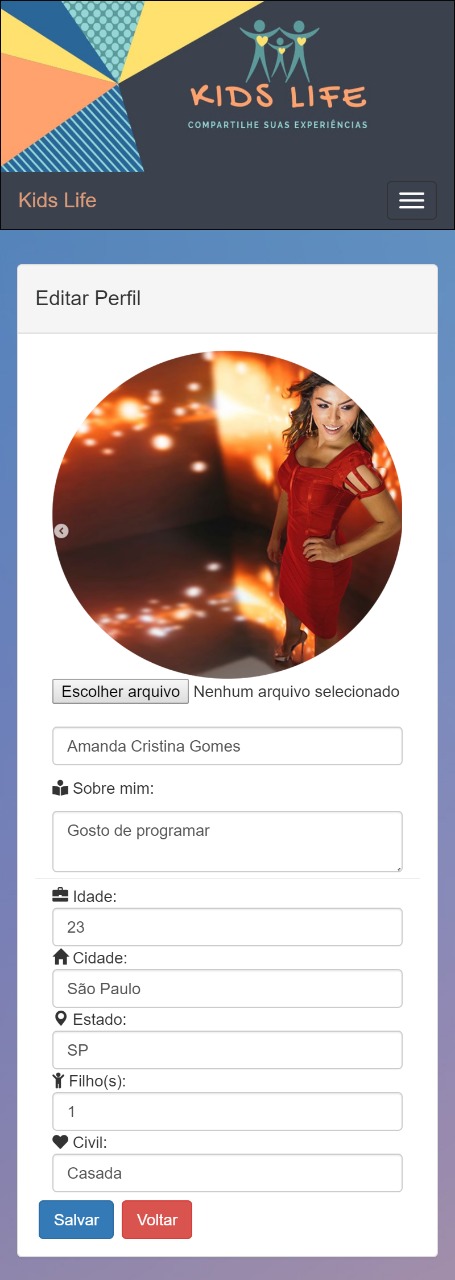 KIDS LIFE
COMPARTILHE SUAS EXPERIÊNCIAS
Kids Life
Editar Perfil
Escolher arquivo Nenhum arquivo selecionado
Amanda Cristina Gomes
Sobre mim:
Gosto de programar
Idade:
23
Cidade:
São Paulo
Estado:
SP
Filho(s):
1
Civil:
Casada
Salvar Voltar